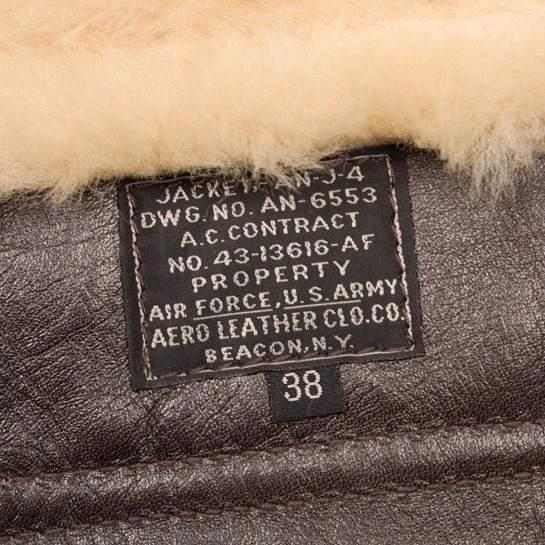 JACKET, AN-J-4
DWG. NO. AN-6553
A.C. CONTRACT
NO. 43-13616-AF
PROPERTY
AIR FORCE, U.S. ARMY
AERO LEATHER CLO. CO.
BEACON, N.Y.
38